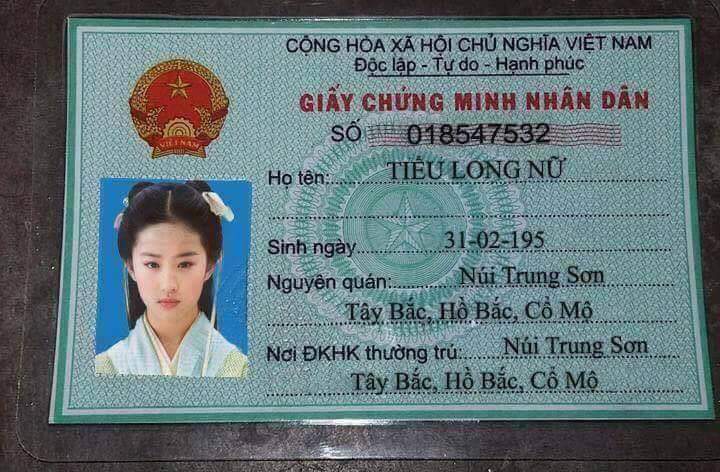 CỘNG HÒA XÃ HỘI CHỦ NGHĨA VIỆT NAM
Độc lập - Tự do - Hạnh phúc
GIẤY CHỨNG MINH NHÂN DÂN
SỐ 018547532
VIỆT NAM
Họ tên: TIÊU LONG NỮ
Sinh ngày 31-02-195
Nguyên quán: Núi Trung Sơn
Tây Bắc, Hồ Bắc, Cổ Mộ
Nơi ĐKHK thường trú: Núi Trung Sơn
Tây Bắc, Hồ Bắc, Cổ Mộ